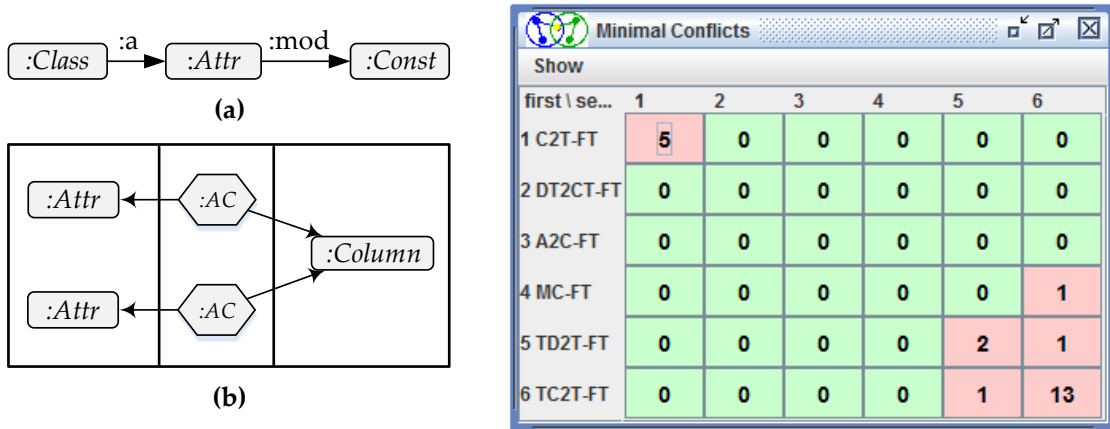 :a :mod
:Class :Attr :Const
(a)
:Attr :AC
:Column
:Attr :AC
(b)
Minimal Conflicts
Show
first \ se... 1 2 3 4 5 6
1 C2T-FT 5 0 0 0 0 0
2 DT2CT-FT 0 0 0 0 0 0
3 A2C-FT 0 0 0 0 0 0
4 MC-FT 0 0 0 0 0 1
5 TD2T-FT 0 0 0 0 2 1
6 TC2T-FT 0 0 0 0 1 13